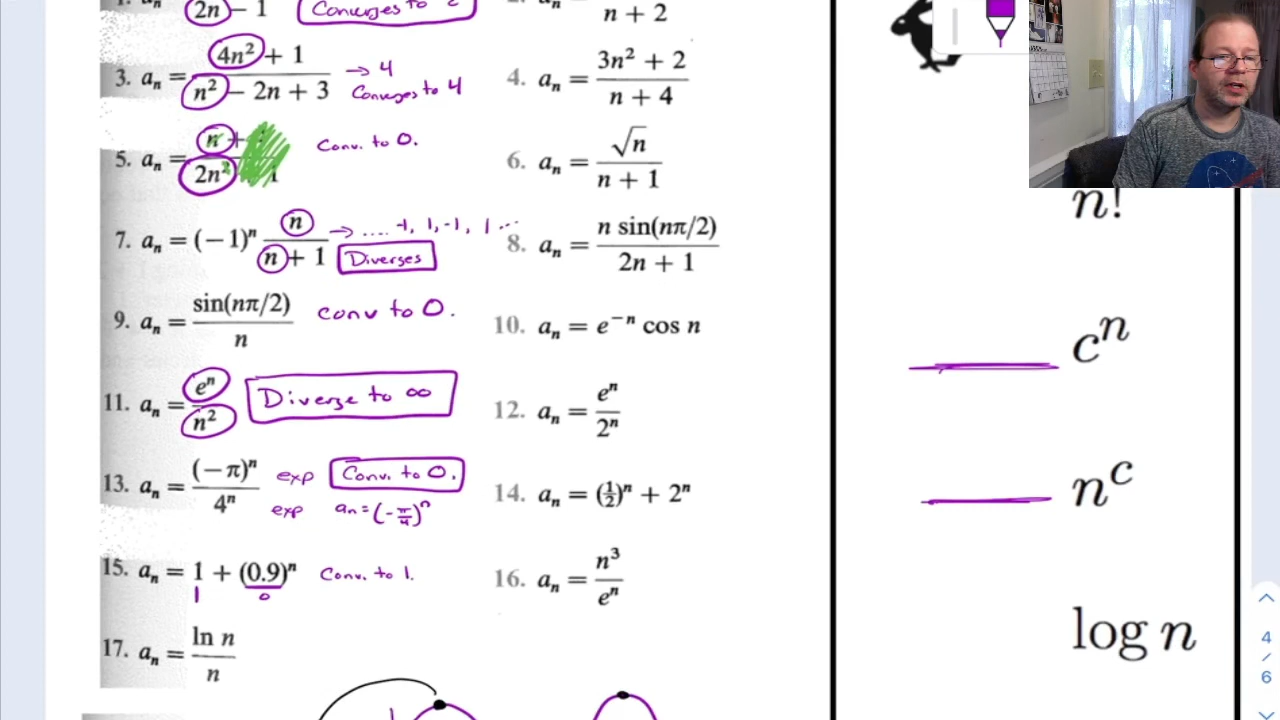 1. aₙ = 2n - 1 Converges to
n + 2
3. aₙ = (4n² + 1)/(n² - 2n + 3) → 4 Converges to 4
4. aₙ = (3n² + 2)/(n + 4)
5. aₙ = n + / 2n² Conv. to 0.
6. aₙ = √n/(n + 1)
7. aₙ = (-1)ⁿ n/(n + 1) → .... -1, 1, -1, 1 ... Diverges
8. aₙ = n sin(nπ/2)/(2n + 1)
9. aₙ = sin(nπ/2)/n conv to 0.
10. aₙ = e⁻ⁿ cos n
11. aₙ = eⁿ/n² Diverge to ∞
12. aₙ = eⁿ/2ⁿ
13. aₙ = (-π)ⁿ/4ⁿ exp exp Conv. to 0. aₙ = (-π/4)ⁿ
14. aₙ = (½)ⁿ + 2ⁿ
15. aₙ = 1 + (0.9)ⁿ Conv. to 1.
1 0
16. aₙ = n³/eⁿ
17. aₙ = ln n/n
n!
cⁿ
n^c
log n
4
/
6